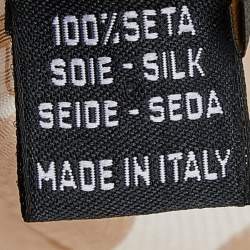 100%SETA
SOIE - SILK
SEIDE - SEDA
MADE IN ITALY